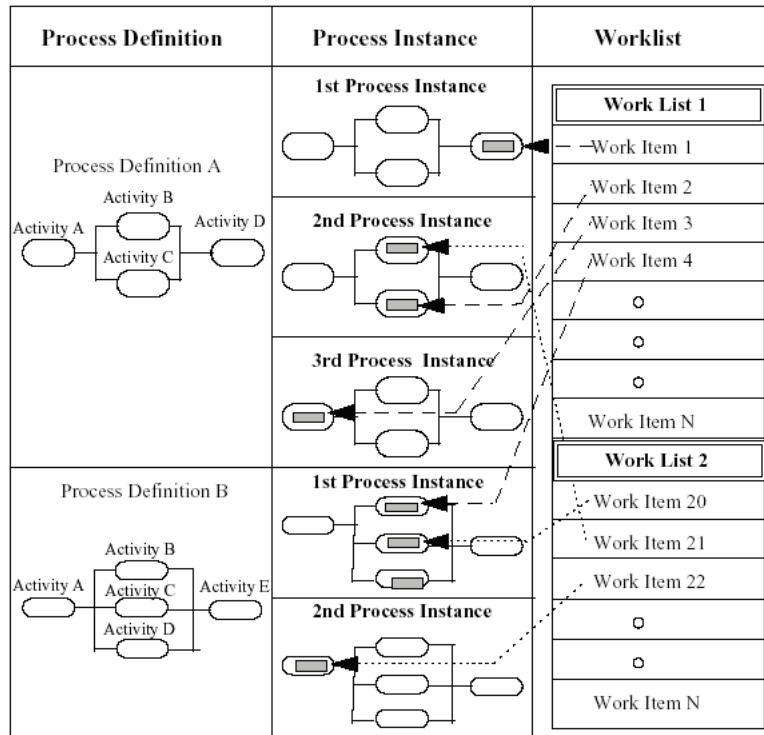 Process Definition
Process Instance
Worklist
Process Definition A
Activity A
Activity B
Activity C
Activity D
1st Process Instance
2nd Process Instance
3rd Process Instance
Work List 1
Work Item 1
Work Item 2
Work Item 3
Work Item 4
Work Item N
Process Definition B
Activity A
Activity B
Activity C
Activity D
Activity E
1st Process Instance
2nd Process Instance
Work List 2
Work Item 20
Work Item 21
Work Item 22
Work Item N